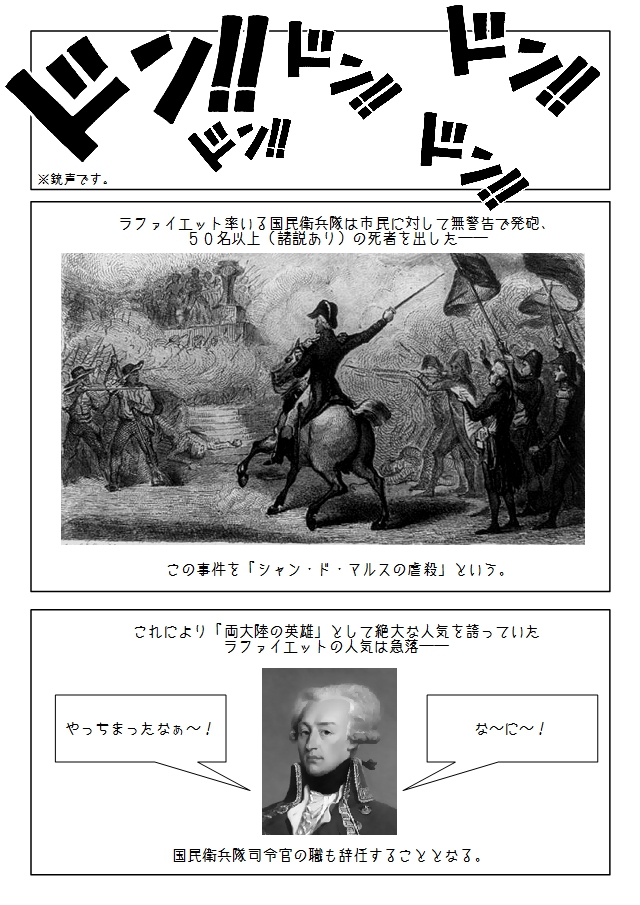 ドン!!
ドン!!
ドン!!
ドン!!
ドン!!
※銃声です。
ラファイエット率いる国民衛兵隊は市民に対して無警告で発砲、
５０名以上（諸説あり）の死者を出した――
この事件を「シャン・ド・マルスの虐殺」という。
これにより「両大陸の英雄」として絶大な人気を誇っていた
ラファイエットの人気は急落――
やっちまったなぁ～！
な～に～！
国民衛兵隊司令官の職も辞任することとなる。